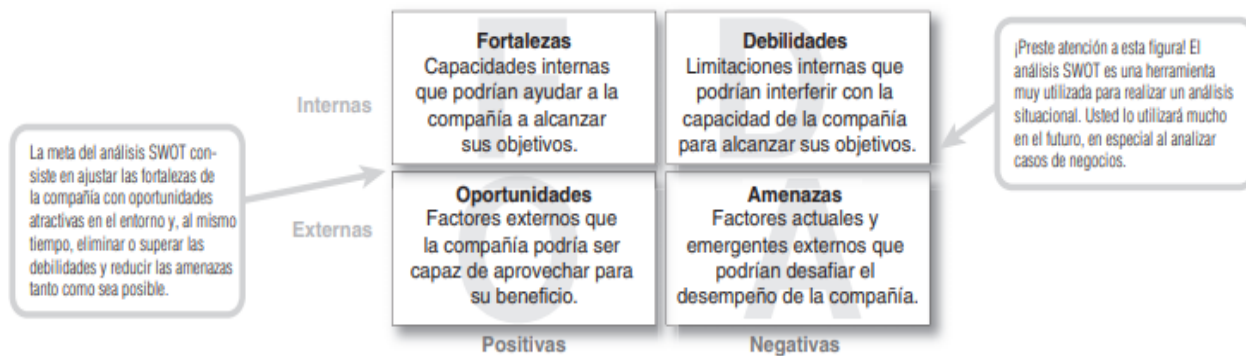 Fortalezas
Capacidades internas
que podrían ayudar a la
compañía a alcanzar
sus objetivos.
Debilidades
Limitaciones internas que
podrían interferir con la
capacidad de la compañía
para alcanzar sus objetivos.
¡Preste atención a esta figura! El
análisis SWOT es una herramienta
muy utilizada para realizar un análisis
situacional. Usted lo utilizará mucho
en el futuro, en especial al analizar
casos de negocios.
Internas
La meta del análisis SWOT con-
siste en ajustar las fortalezas de
la compañía con oportunidades
atractivas en el entorno y, al mismo
tiempo, eliminar o superar las
debilidades y reducir las amenazas
tanto como sea posible.
Externas
Oportunidades
Factores externos que
la compañía podría ser
capaz de aprovechar para
su beneficio.
Amenazas
Factores actuales y
emergentes externos que
podrían desafiar el
desempeño de la compañía.
Positivas
Negativas
F
D
O
A